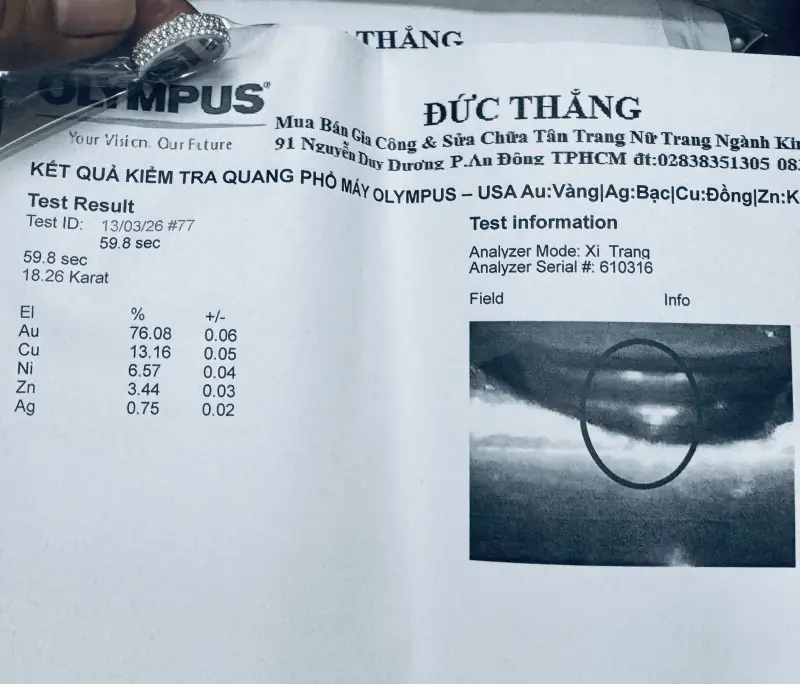 THẮNG
OLYMPUS®
Your Vision. Our Future
ĐỨC THẮNG
Mua Bán Gia Công & Sửa Chữa Tân Trang Nữ Trang Ngành Kim
91 Nguyễn Duy Dương P.An Đông TPHCM đt:02838351305 08
KẾT QUẢ KIỂM TRA QUANG PHỔ MÁY OLYMPUS – USA Au:Vàng|Ag:Bạc|Cu:Đồng|Zn:K
Test Result
Test ID: 13/03/26 #77
59.8 sec
59.8 sec
18.26 Karat
El % +/-
Au 76.08 0.06
Cu 13.16 0.05
Ni 6.57 0.04
Zn 3.44 0.03
Ag 0.75 0.02
Test information
Analyzer Mode: Xi Trang
Analyzer Serial #: 610316
Field Info